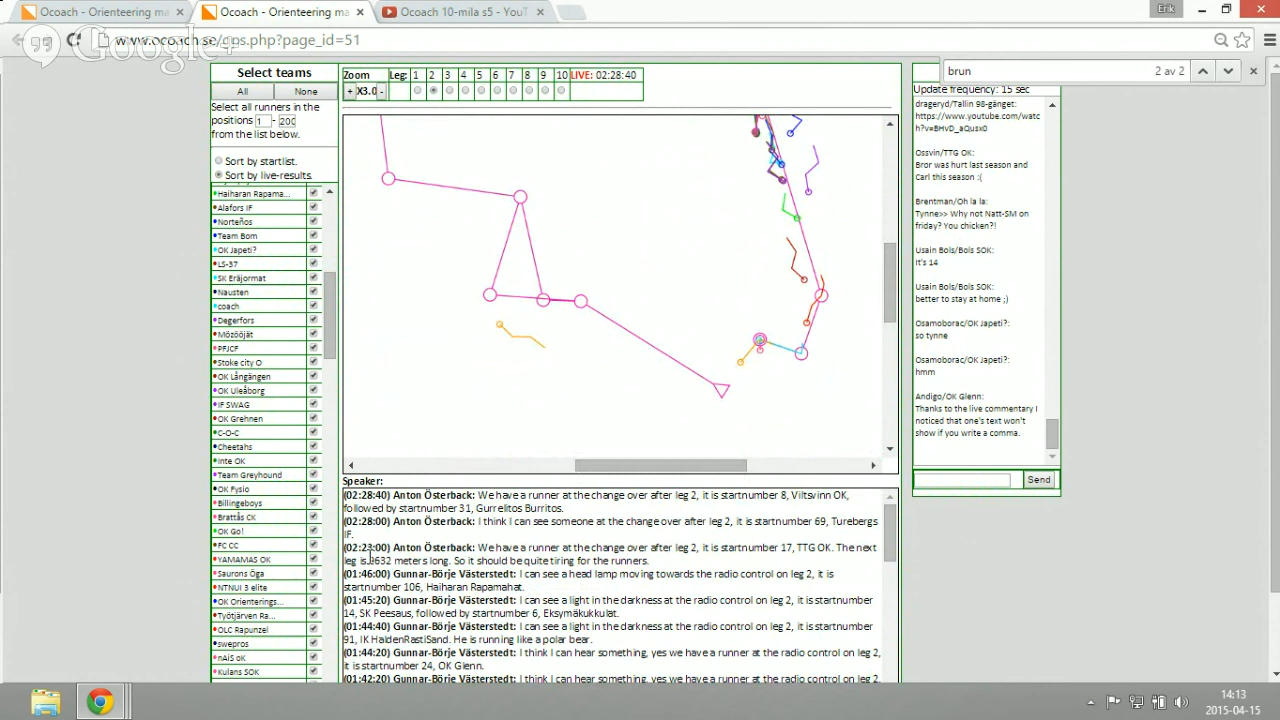 Ocoach - Orienteering ma ×
Ocoach - Orienteering ma ×
Ocoach 10-mila s5 - YouT ×
Erik
www.ocoach.se/gps.php?page_id=51
Google+
brun
2 av 2
Select teams
All None
Select all runners in the
positions 1 - 200
from the list below.
Sort by startlist.
Sort by live-results.
Haiharan Rapama...
Alafors IF
Norteños
Team Bom
OK Japeti?
LS-37
SK Eräjormat
Nausten
coach
Degerfors
Mözööjät
PFJCF
Stoke city O
OK Långängen
OK Uleåborg
IF SWAG
OK Grehnen
C-O-C
Cheetahs
Inte OK
Team Greyhound
OK Fysio
Billingeboys
Brattås CK
OK Go!
FC CC
YAMAMAS OK
Saurons Öga
NTNUI 3 elite
OK Orienterings...
Työtjärven Ra...
OLC Rapunzel
swepros
nAiS oK
Kulans SOK
Zoom Leg: 1 2 3 4 5 6 7 8 9 10 LIVE: 02:28:40
+ X3.0 -
Speaker:
(02:28:40) Anton Österback: We have a runner at the change over after leg 2, it is startnumber 8, Viltsvinn OK,
followed by startnumber 31, Gurrelitos Burritos.
(02:28:00) Anton Österback: I think I can see someone at the change over after leg 2, it is startnumber 69, Turebergs
IF.
(02:23:00) Anton Österback: We have a runner at the change over after leg 2, it is startnumber 17, TTG OK. The next
leg is 8632 meters long. So it should be quite tiring for the runners.
(01:46:00) Gunnar-Börje Västerstedt: I can see a head lamp moving towards the radio control on leg 2, it is
startnumber 106, Haiharan Rapamahat.
(01:45:20) Gunnar-Börje Västerstedt: I can see a light in the darkness at the radio control on leg 2, it is startnumber
14, SK Peesaus, followed by startnumber 6, Eksymäkukkulat.
(01:44:40) Gunnar-Börje Västerstedt: I can see a light in the darkness at the radio control on leg 2, it is startnumber
91, IK HaldenRastiSand. He is running like a polar bear.
(01:44:20) Gunnar-Börje Västerstedt: I think I can hear something, yes we have a runner at the radio control on leg 2,
it is startnumber 24, OK Glenn.
(01:42:20) Gunnar-Börje Västerstedt: I think I can hear something, yes we have a runner at the radio control on leg 2,
Update frequency: 15 sec
drageryd/Tallin 98-gänget:
https://www.youtube.com/watc
h?v=BHvD_aQusx0
Ossvin/TTG OK:
Bror was hurt last season and
Carl this season :(
Brentman/Oh la la:
Tynne>> Why not Natt-SM on
friday? You chicken?!
Usain Bols/Bols SOK:
It's 14
Usain Bols/Bols SOK:
better to stay at home ;)
Osamoborac/OK Japeti?:
so tynne
Osamoborac/OK Japeti?:
hmm
Andigo/OK Glenn:
Thanks to the live commentary I
noticed that one's text won't
show if you write a comma.
Send
14:13
2015-04-15